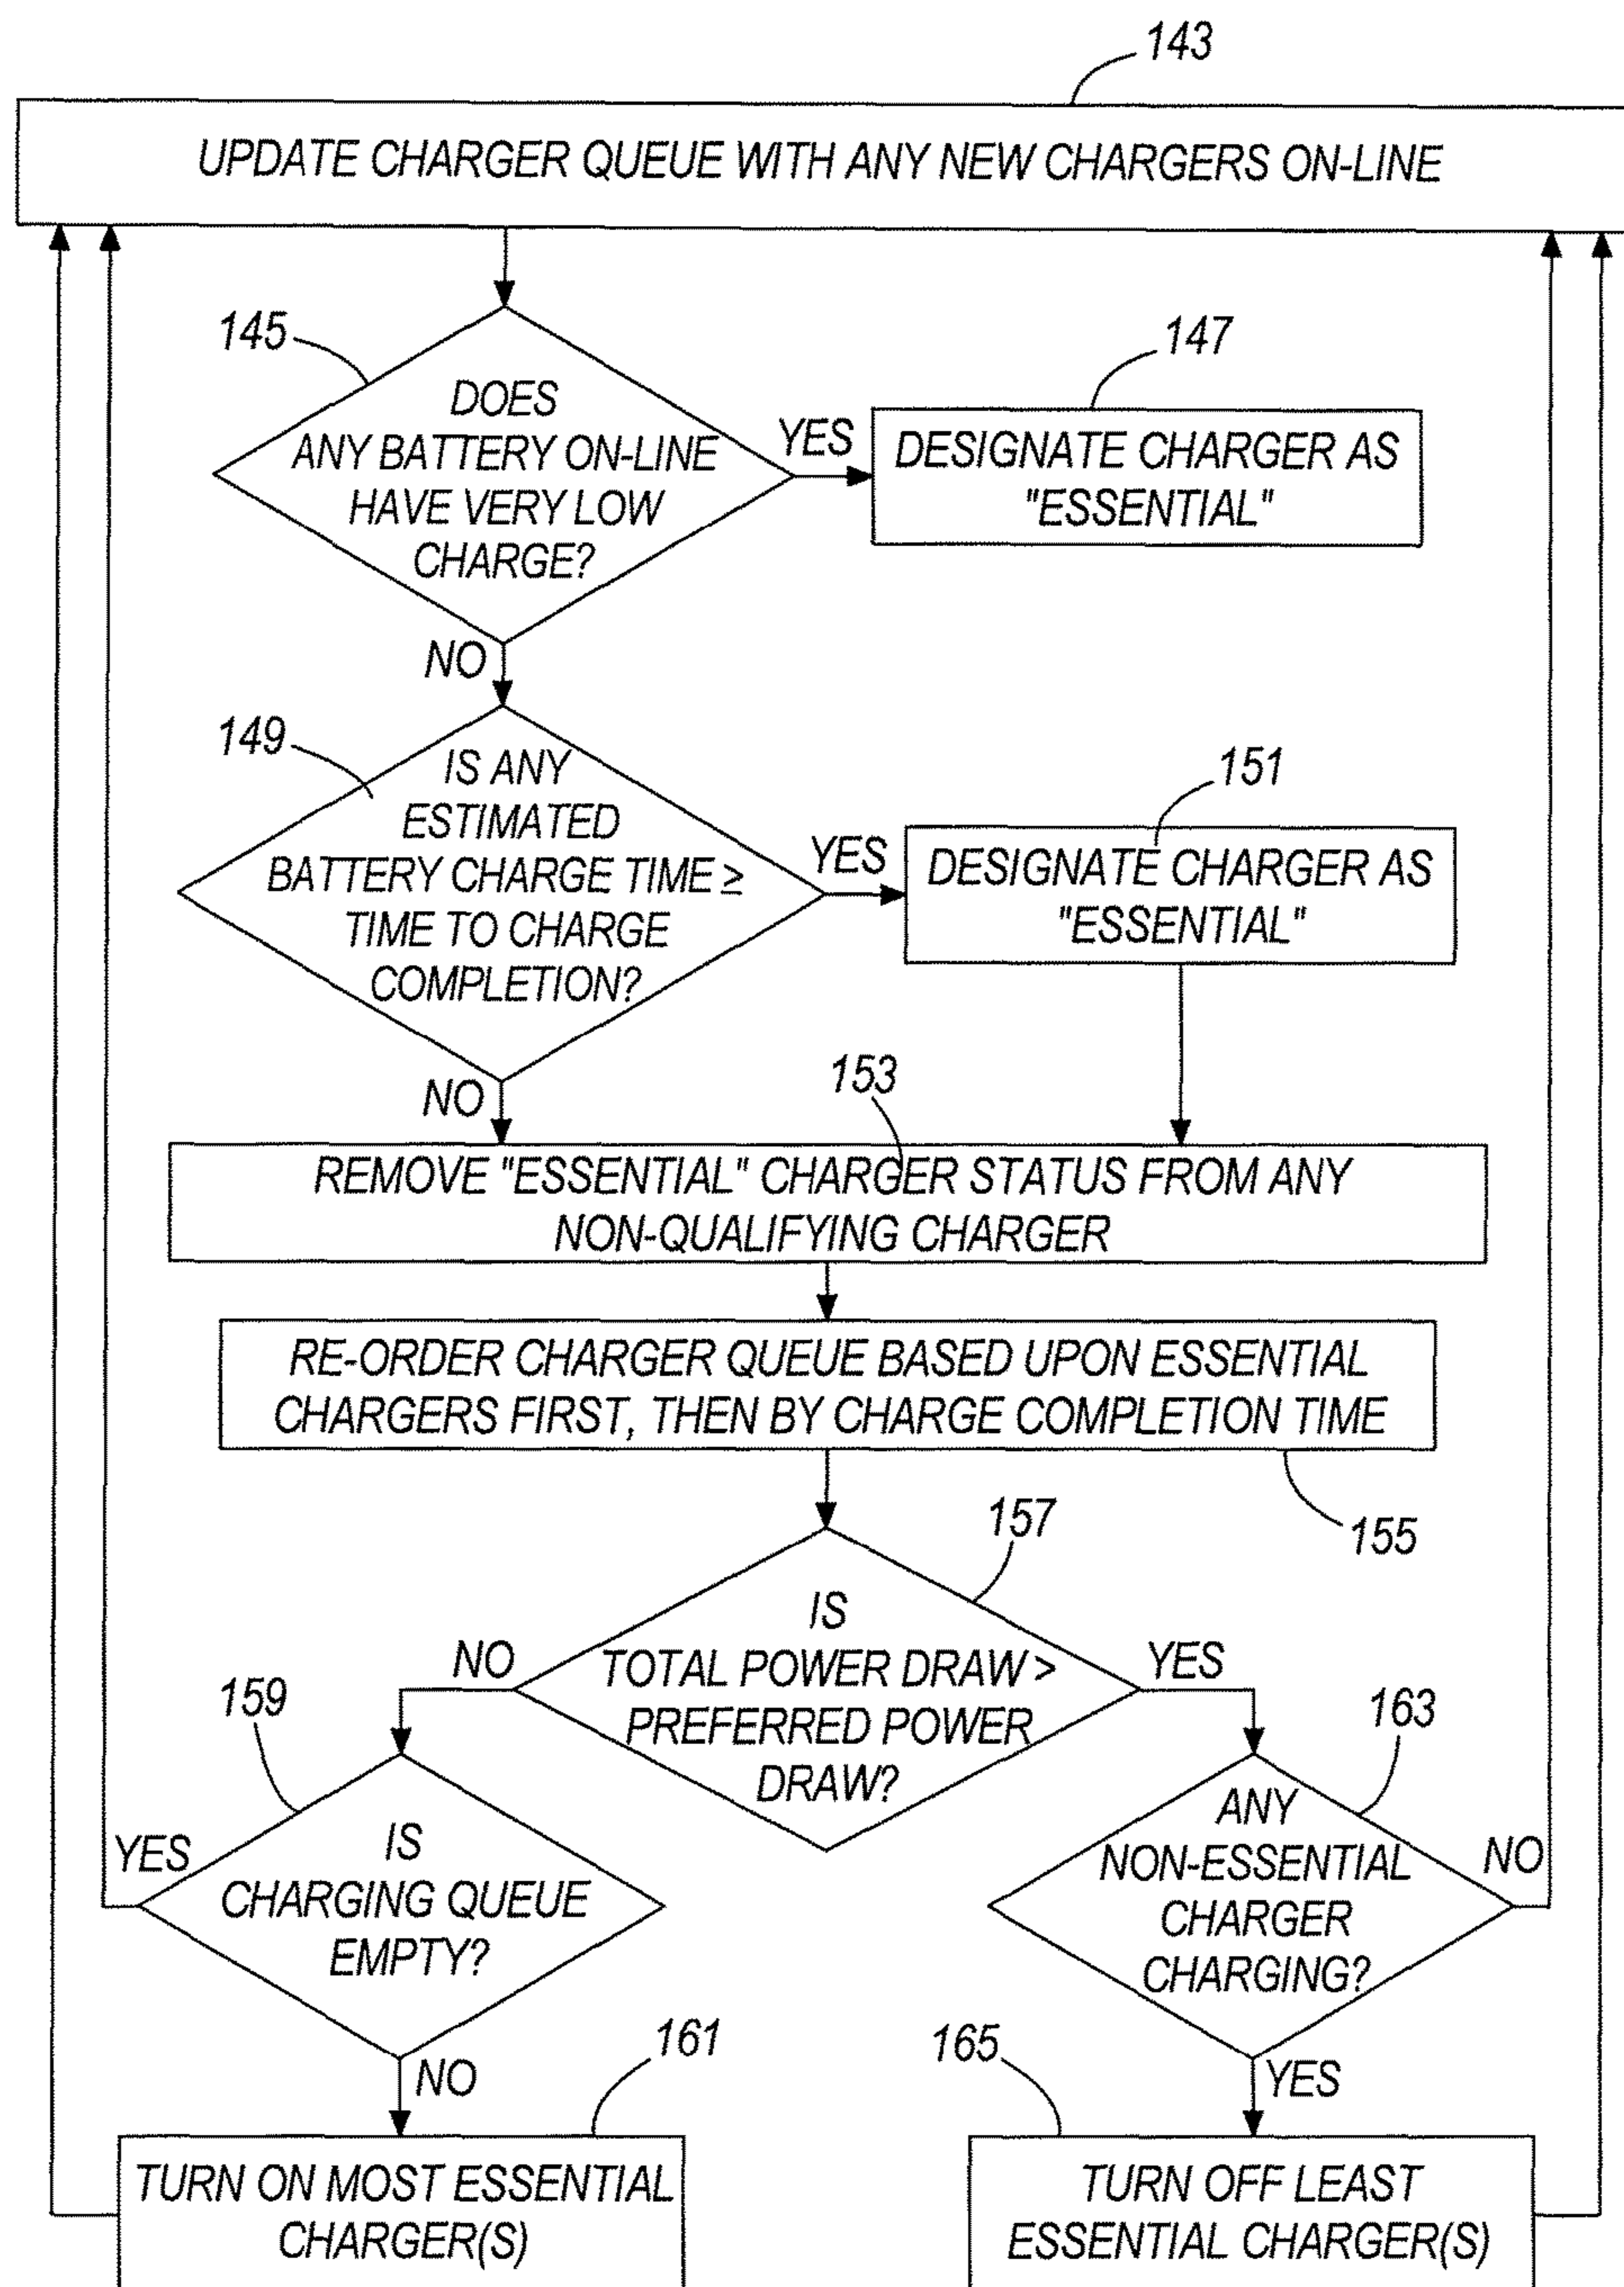 143
UPDATE CHARGER QUEUE WITH ANY NEW CHARGERS ON-LINE
145
DOES
ANY BATTERY ON-LINE
HAVE VERY LOW
CHARGE?
YES
147
DESIGNATE CHARGER AS
"ESSENTIAL"
NO
149
IS ANY
ESTIMATED
BATTERY CHARGE TIME ≥
TIME TO CHARGE
COMPLETION?
YES
151
DESIGNATE CHARGER AS
"ESSENTIAL"
NO
153
REMOVE "ESSENTIAL" CHARGER STATUS FROM ANY
NON-QUALIFYING CHARGER
RE-ORDER CHARGER QUEUE BASED UPON ESSENTIAL
CHARGERS FIRST, THEN BY CHARGE COMPLETION TIME
155
157
IS
TOTAL POWER DRAW >
PREFERRED POWER
DRAW?
NO
YES
159
IS
CHARGING QUEUE
EMPTY?
YES
NO
163
ANY
NON-ESSENTIAL
CHARGER
CHARGING?
NO
YES
161
TURN ON MOST ESSENTIAL
CHARGER(S)
165
TURN OFF LEAST
ESSENTIAL CHARGER(S)